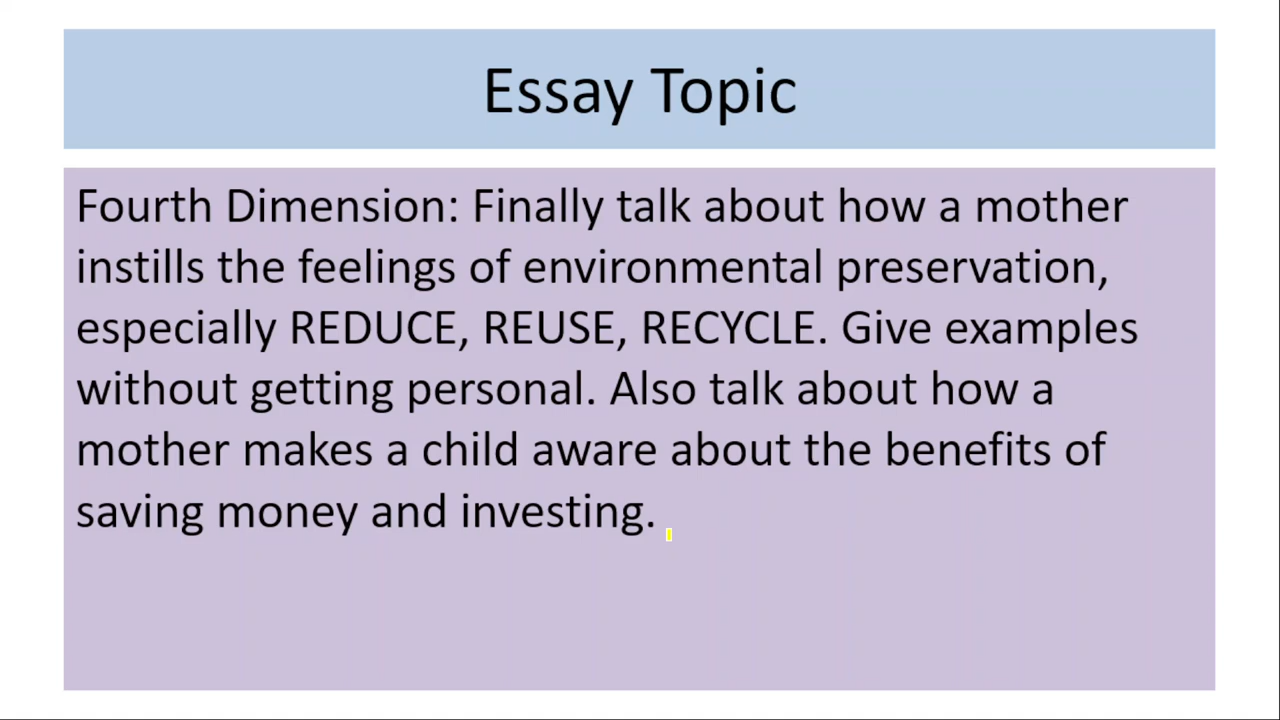 Essay Topic
Fourth Dimension: Finally talk about how a mother
instills the feelings of environmental preservation,
especially REDUCE, REUSE, RECYCLE. Give examples
without getting personal. Also talk about how a
mother makes a child aware about the benefits of
saving money and investing.